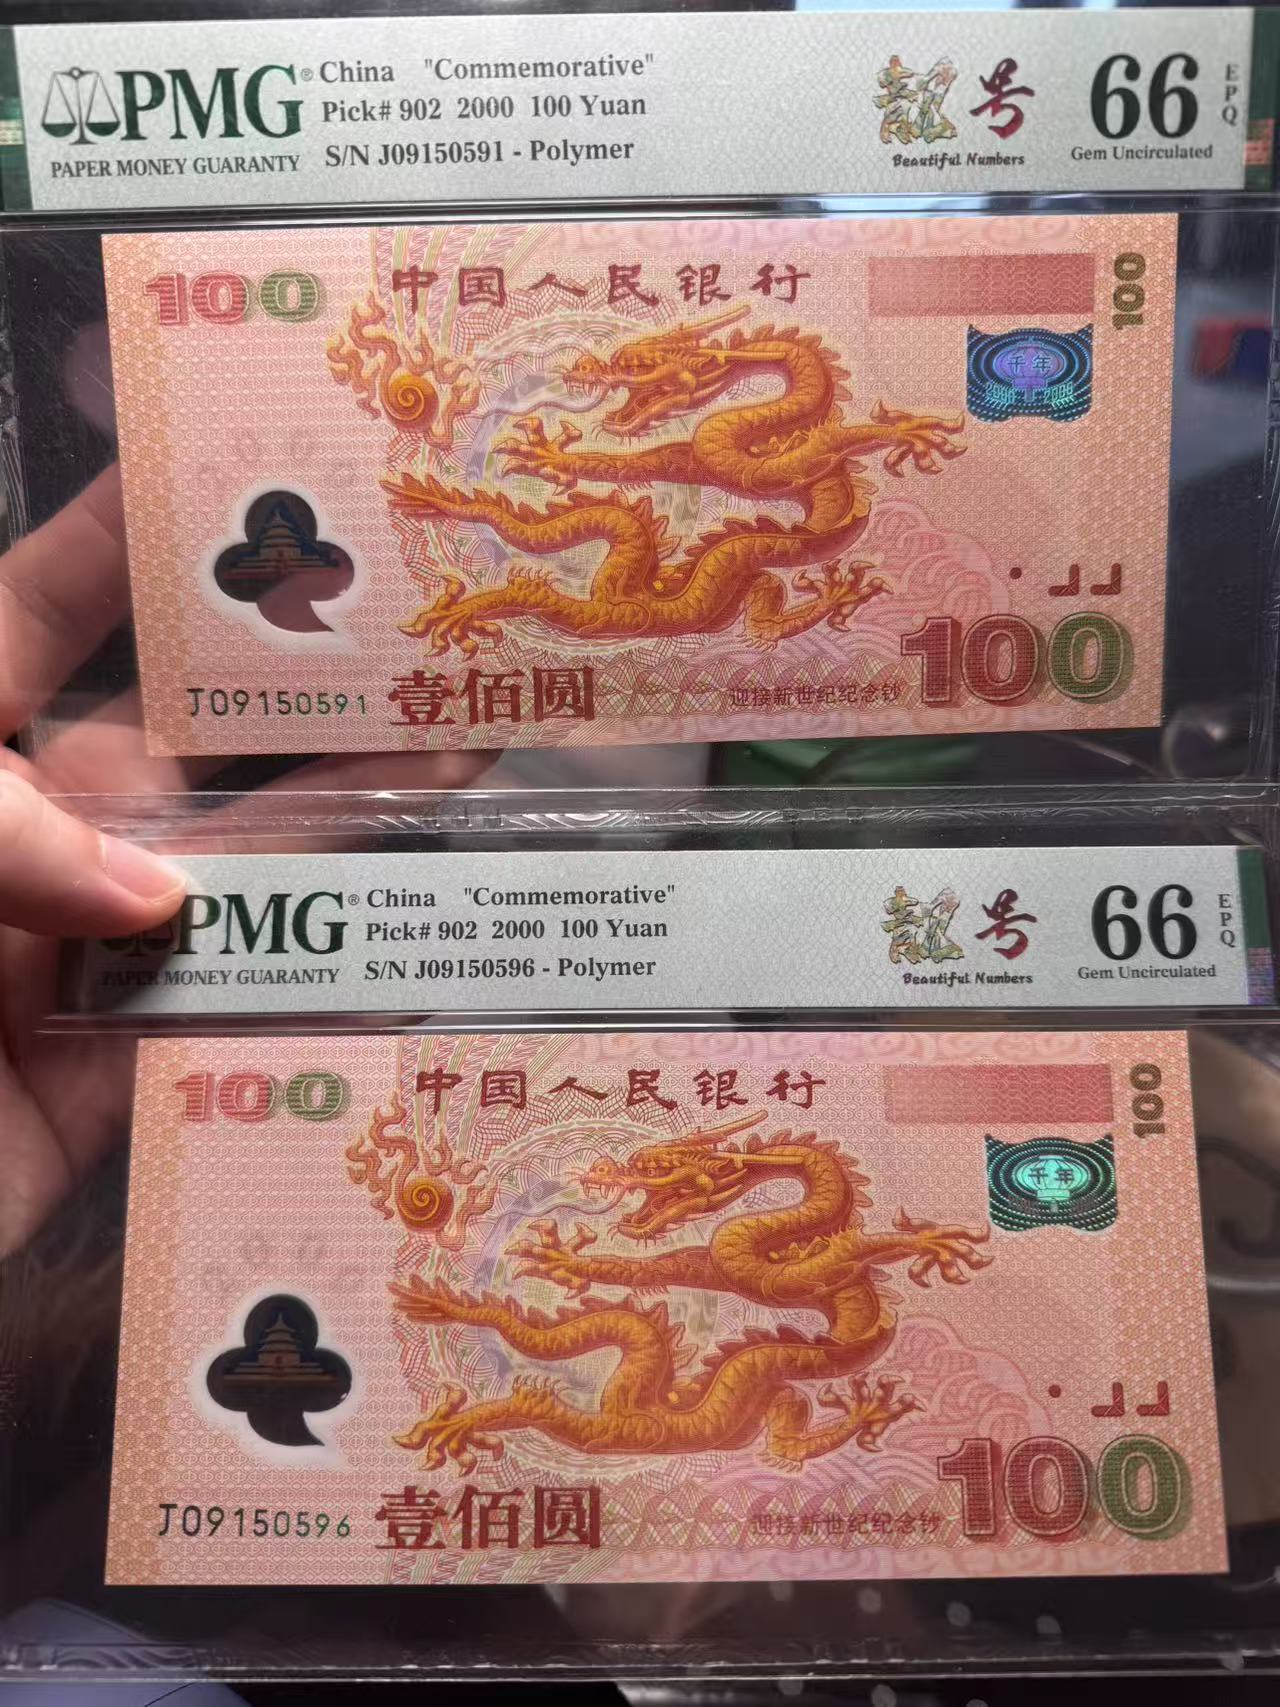 PMG® China "Commemorative"
Pick# 902 2000 100 Yuan
PAPER MONEY GUARANTY S/N J09150591 - Polymer
号
Beautiful Numbers
66 EPQ
Gem Uncirculated
100 中国人民银行 100
千年
2000 2000
100
J09150591 壹佰圆 迎接新世纪纪念钞
PMG® China "Commemorative"
Pick# 902 2000 100 Yuan
PAPER MONEY GUARANTY S/N J09150596 - Polymer
号
Beautiful Numbers
66 EPQ
Gem Uncirculated
100 中国人民银行 100
千年
100
J09150596 壹佰圆 迎接新世纪纪念钞